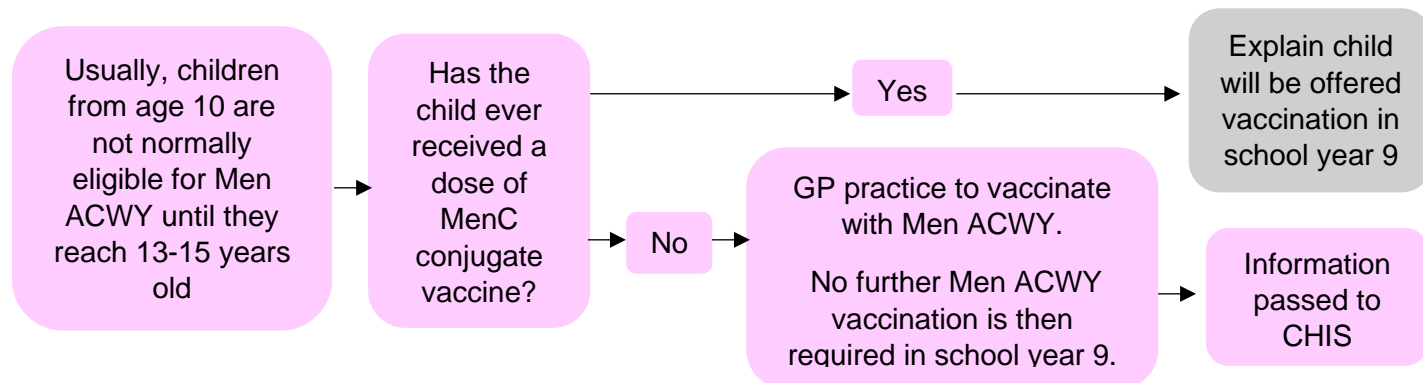 Usually, children
from age 10 are
not normally
eligible for Men
ACWY until they
reach 13-15 years
old
Has the
child ever
received a
dose of
MenC
conjugate
vaccine?
Yes
Explain child
will be offered
vaccination in
school year 9
No
GP practice to vaccinate
with Men ACWY.
No further Men ACWY
vaccination is then
required in school year 9.
Information
passed to
CHIS